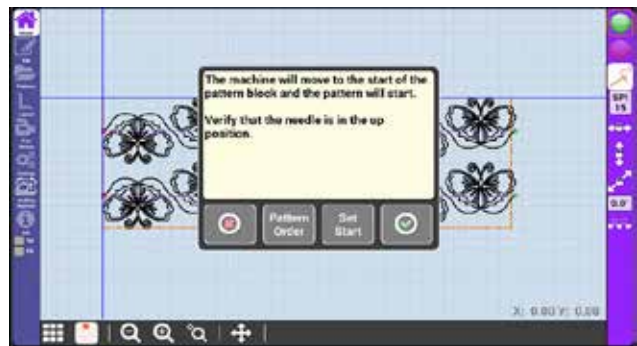 The machine will move to the start of the
pattern block and the pattern will start.
Verify that the needle is in the up
position.
Pattern
Order
Set
Start
SPI
15
0.0°
X: 0.00 Y: 0.00